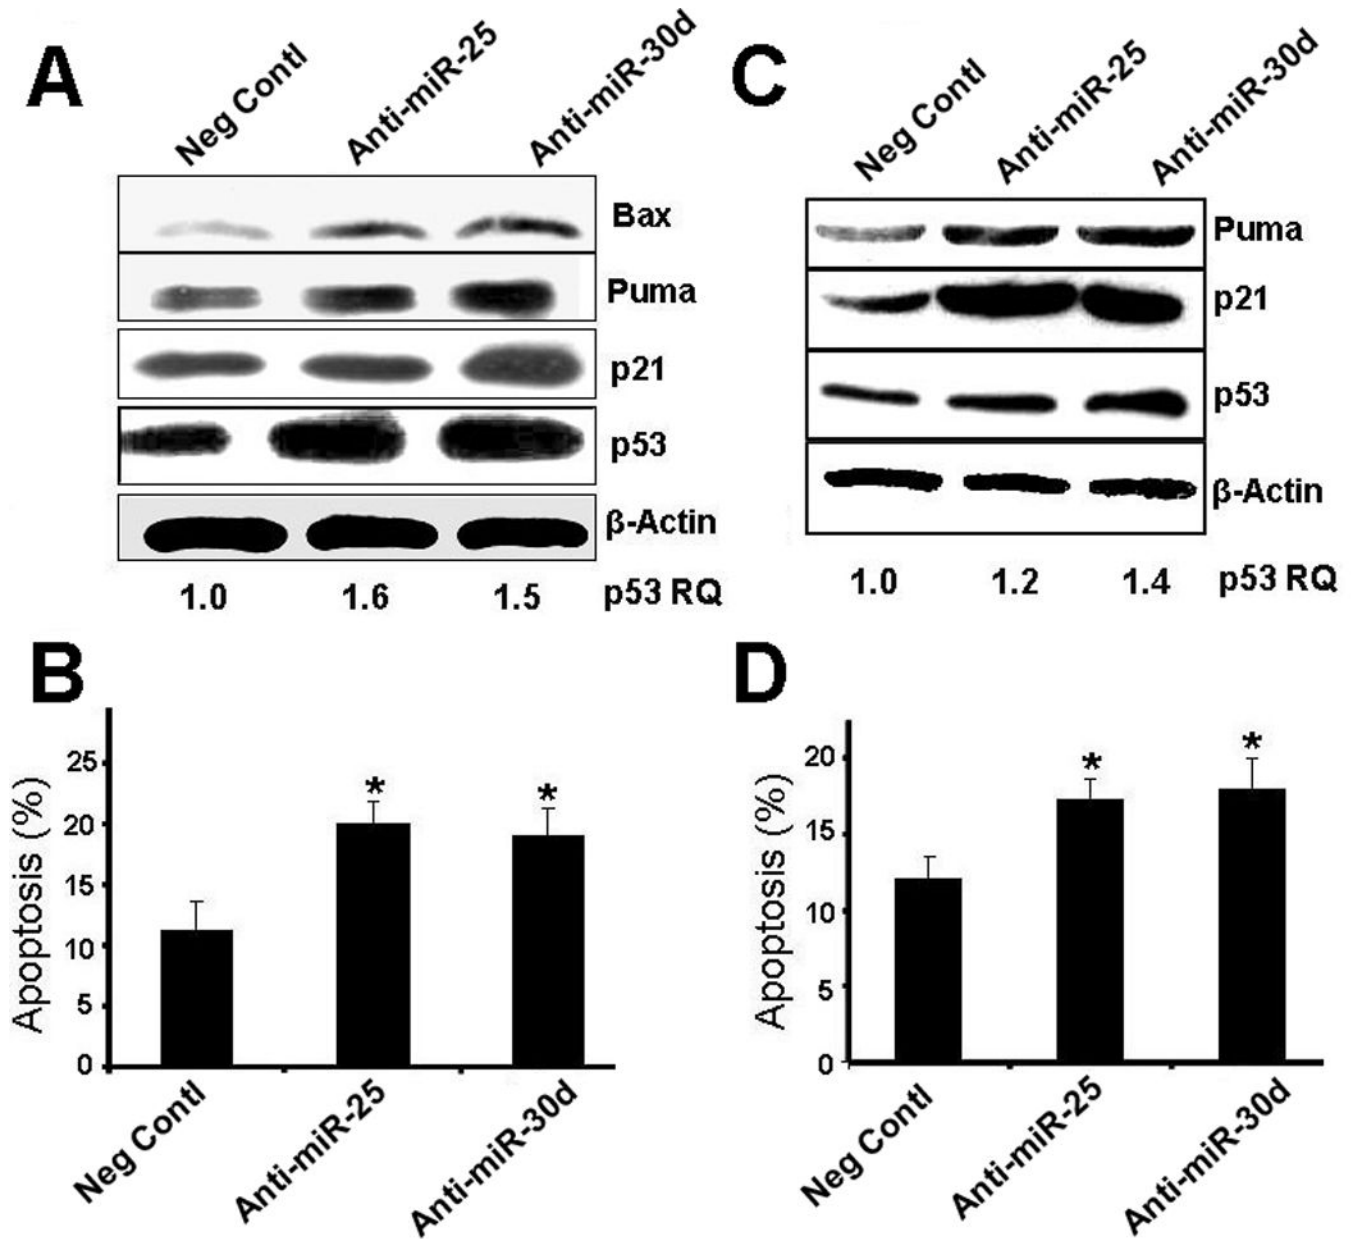 A
Neg Contl
Anti-miR-25
Anti-miR-30d
Bax
Puma
p21
p53
β-Actin
1.0 1.6 1.5 p53 RQ
C
Neg Contl
Anti-miR-25
Anti-miR-30d
Puma
p21
p53
β-Actin
1.0 1.2 1.4 p53 RQ
B
Apoptosis (%)
25
20
15
10
5
0
*
*
Neg Contl
Anti-miR-25
Anti-miR-30d
D
Apoptosis (%)
20
15
10
5
0
*
*
Neg Contl
Anti-miR-25
Anti-miR-30d